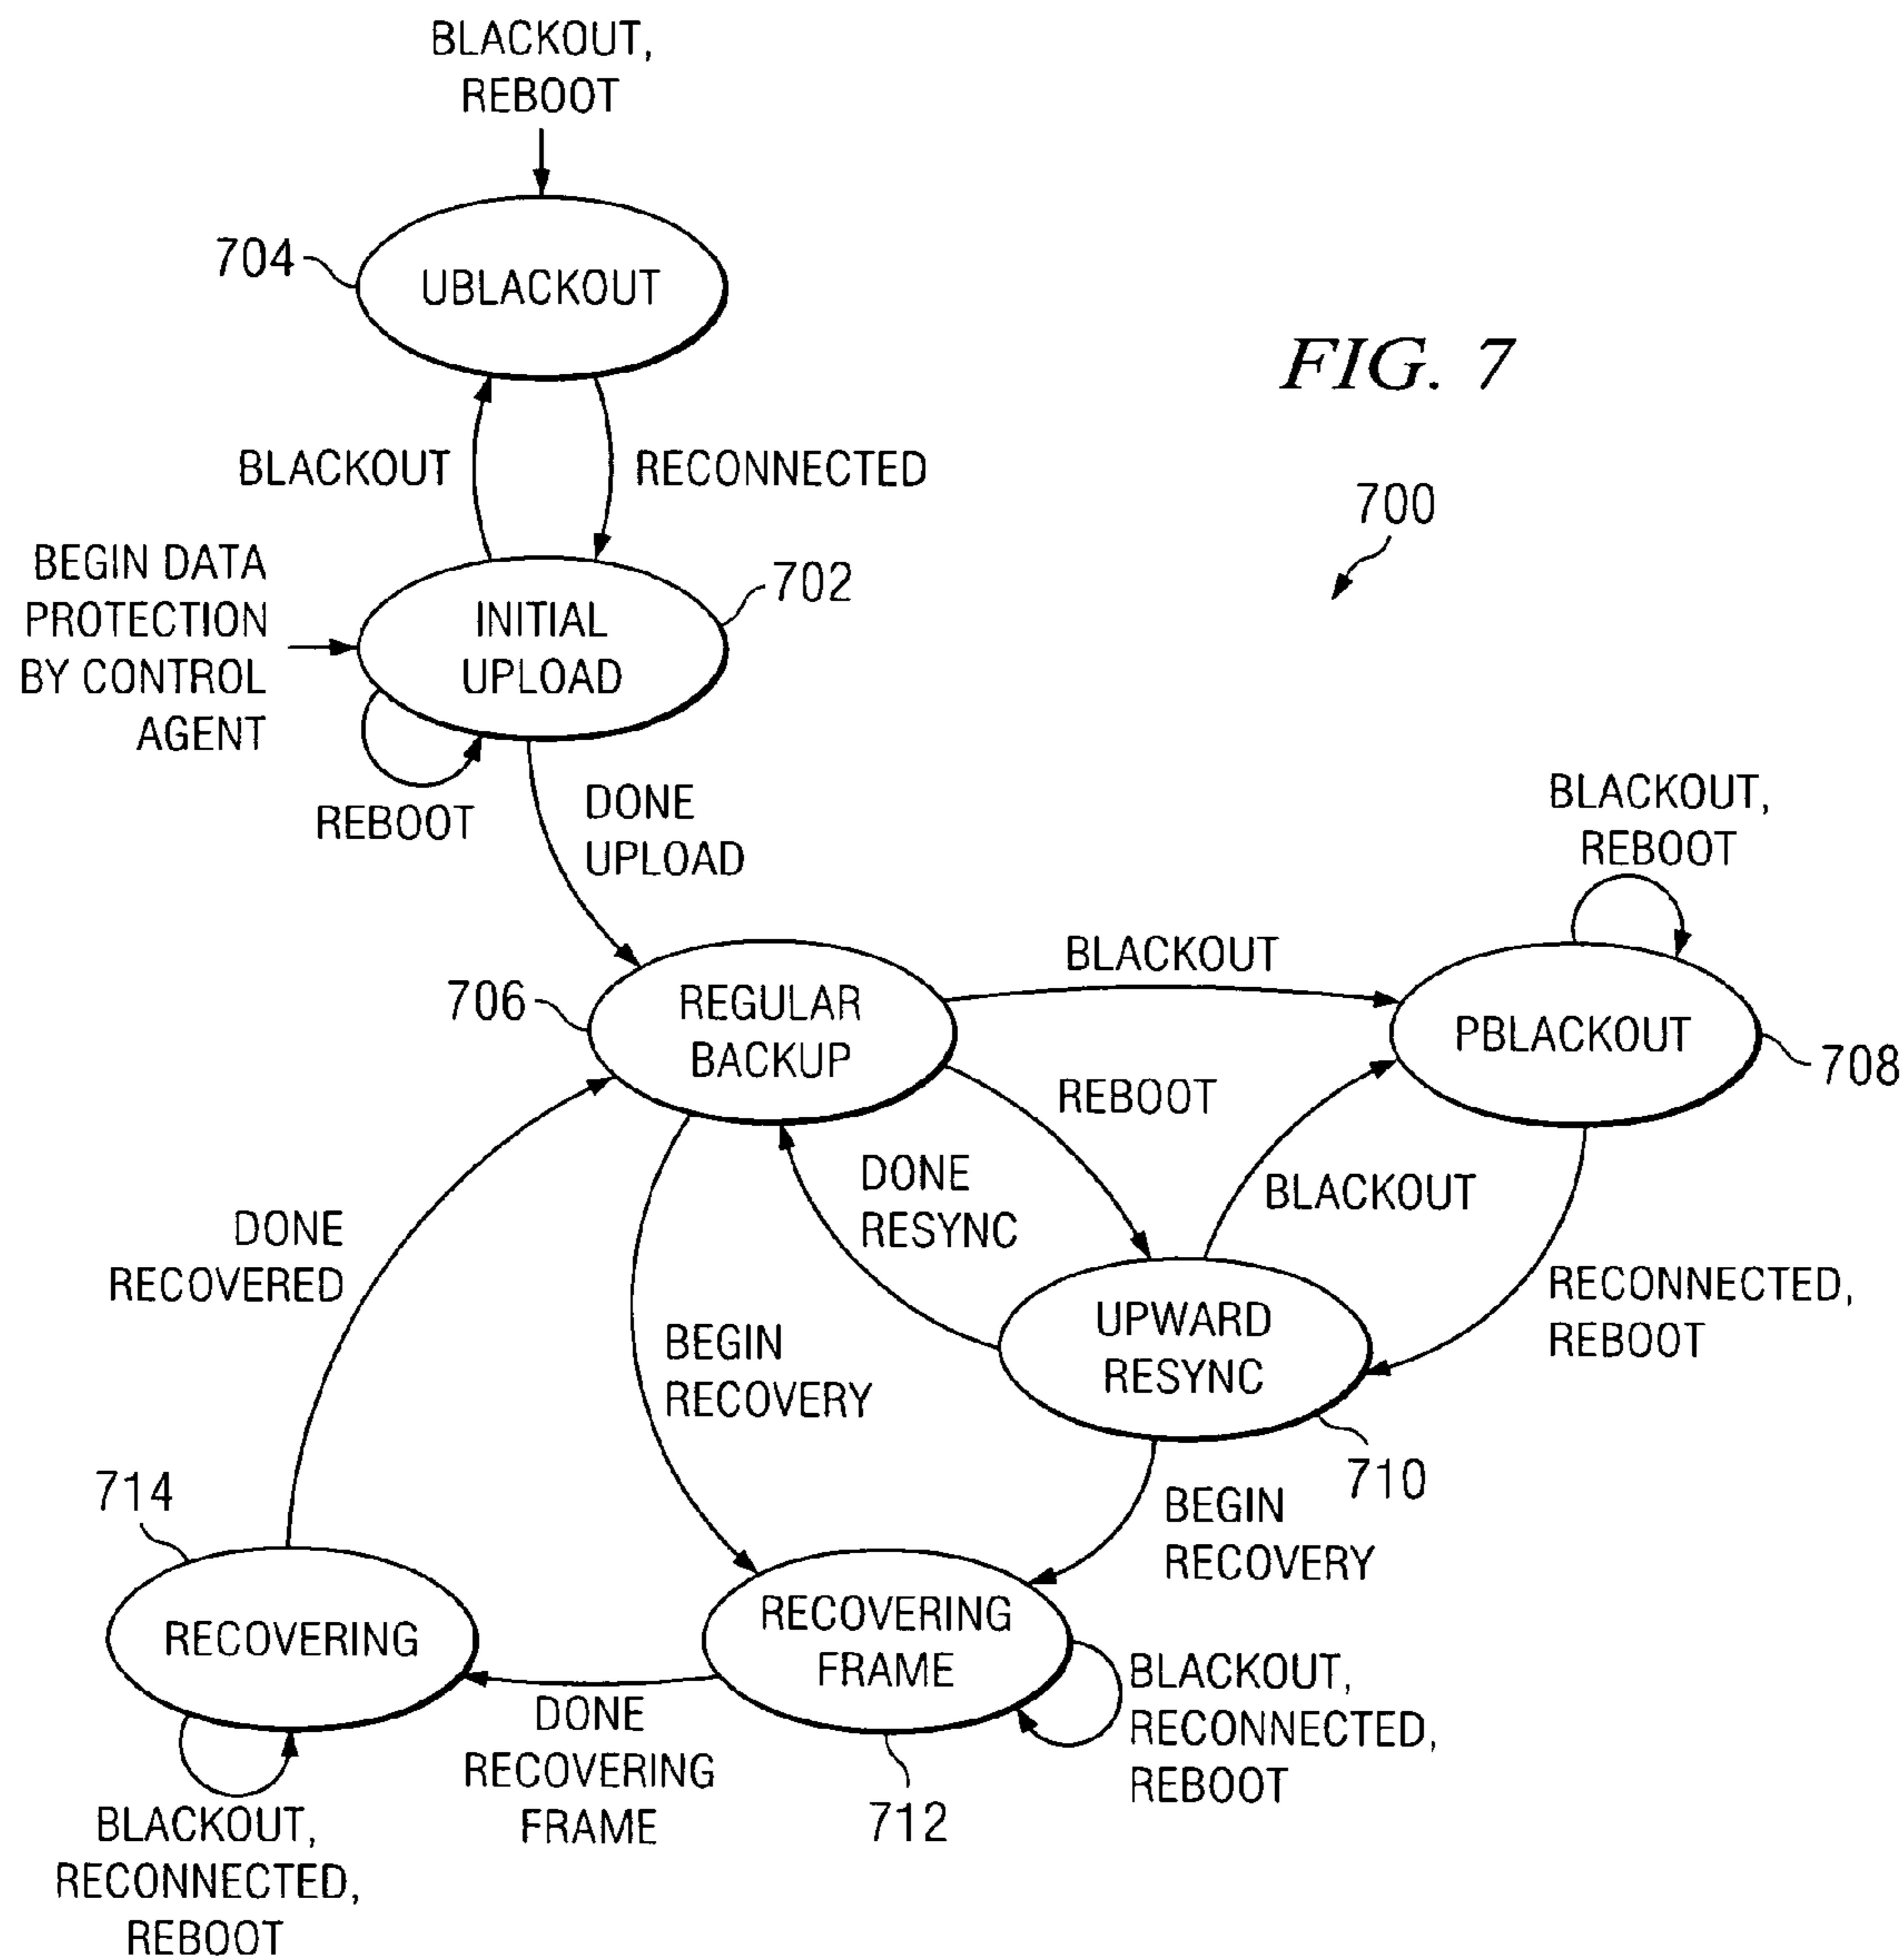 BLACKOUT,
REBOOT
704
UBLACKOUT
FIG. 7
BLACKOUT
RECONNECTED
700
BEGIN DATA
PROTECTION
BY CONTROL
AGENT
702
INITIAL
UPLOAD
REBOOT
DONE
UPLOAD
BLACKOUT,
REBOOT
706
REGULAR
BACKUP
BLACKOUT
PBLACKOUT
708
REBOOT
DONE
RESYNC
BLACKOUT
DONE
RECOVERED
RECONNECTED,
REBOOT
UPWARD
RESYNC
BEGIN
RECOVERY
710
714
BEGIN
RECOVERY
RECOVERING
RECOVERING
FRAME
BLACKOUT,
RECONNECTED,
REBOOT
DONE
RECOVERING
FRAME
712
BLACKOUT,
RECONNECTED,
REBOOT